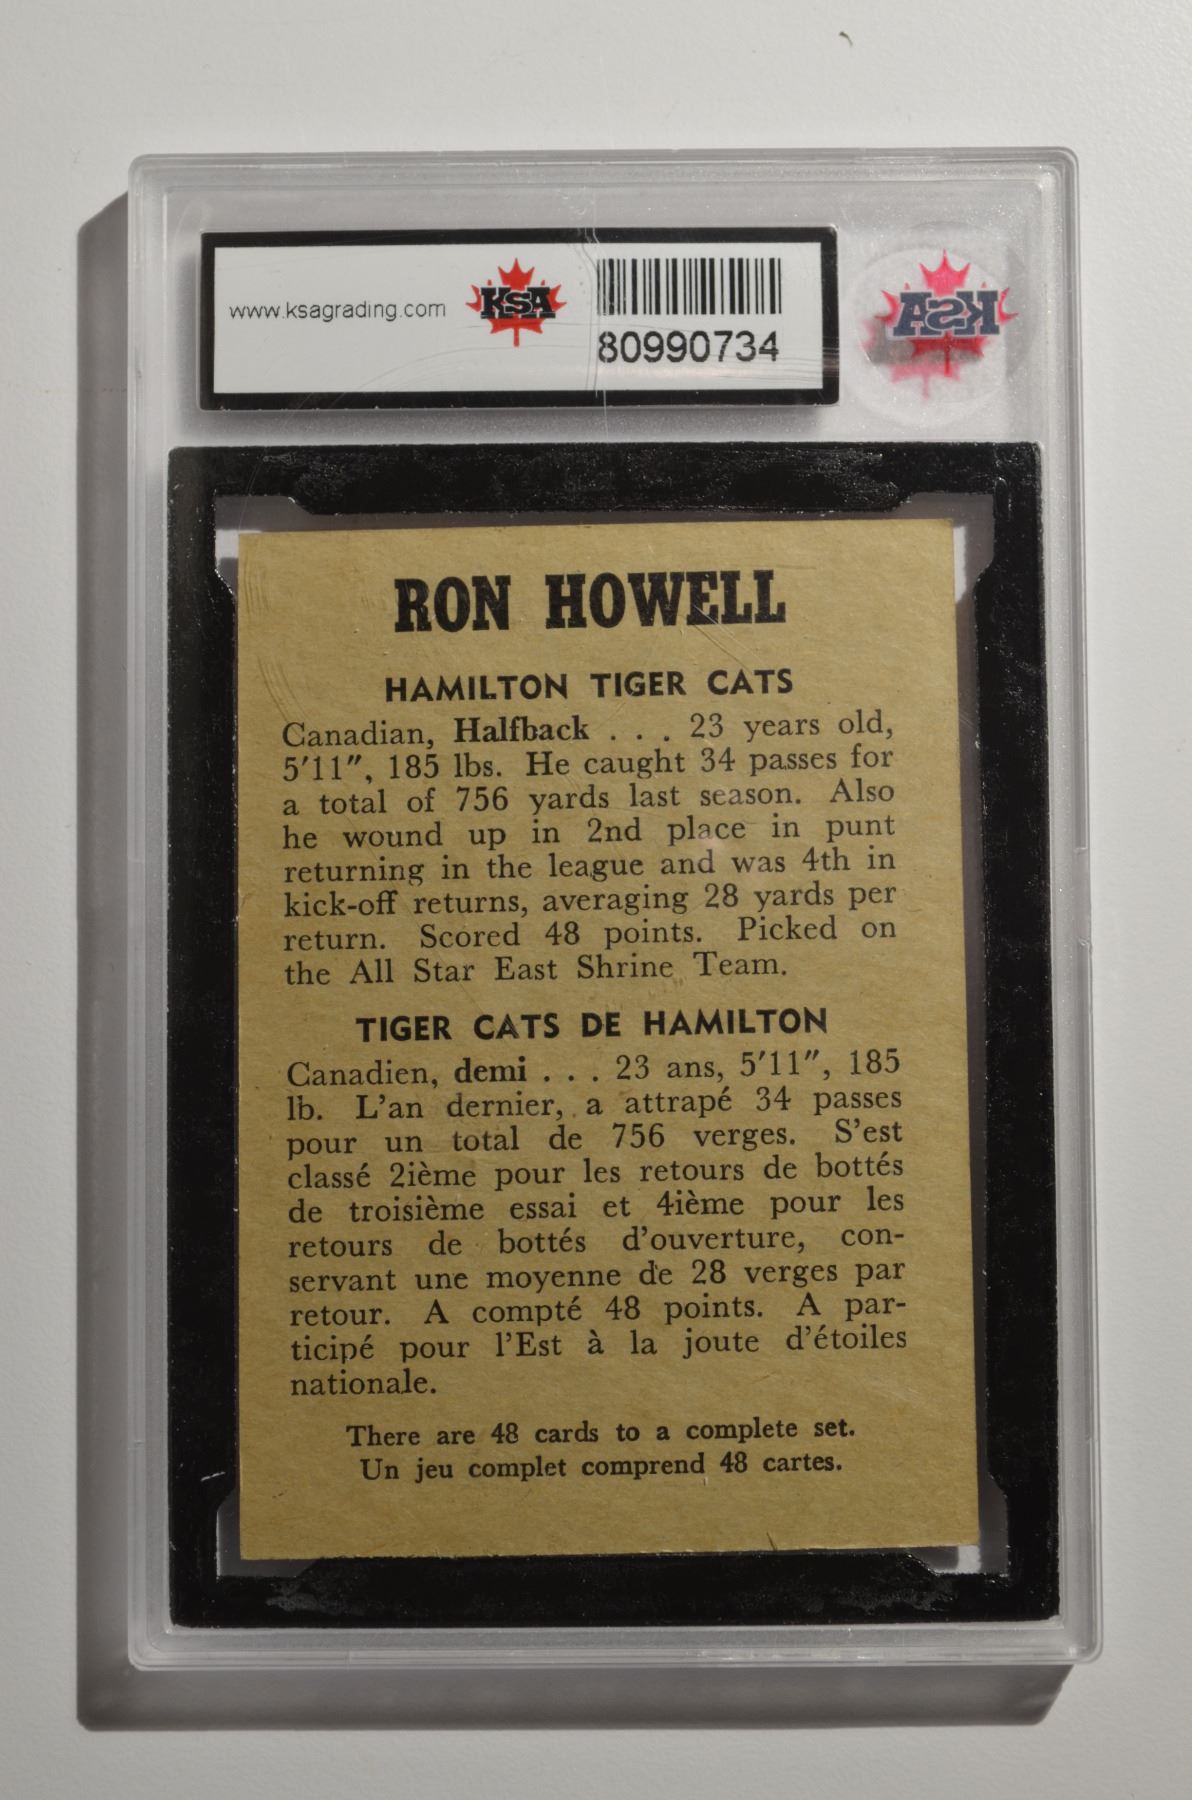 www.ksagrading.com
KSA
80990734
KSA
RON HOWELL
HAMILTON TIGER CATS
Canadian, Halfback . . . 23 years old,
5'11", 185 lbs. He caught 34 passes for
a total of 756 yards last season. Also
he wound up in 2nd place in punt
returning in the league and was 4th in
kick-off returns, averaging 28 yards per
return. Scored 48 points. Picked on
the All Star East Shrine Team.
TIGER CATS DE HAMILTON
Canadien, demi . . . 23 ans, 5'11", 185
lb. L'an dernier, a attrapé 34 passes
pour un total de 756 verges. S'est
classé 2ième pour les retours de bottés
de troisième essai et 4ième pour les
retours de bottés d'ouverture, con-
servant une moyenne de 28 verges par
retour. A compté 48 points. A par-
ticipé pour l'Est à la joute d'étoiles
nationale.
There are 48 cards to a complete set.
Un jeu complet comprend 48 cartes.